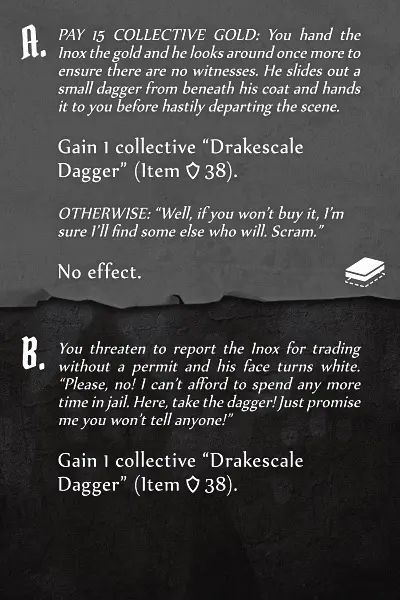 A. PAY 15 COLLECTIVE GOLD: You hand the
Inox the gold and he looks around once more to
ensure there are no witnesses. He slides out a
small dagger from beneath his coat and hands
it to you before hastily departing the scene.
Gain 1 collective “Drakescale
Dagger” (Item 38).
OTHERWISE: “Well, if you won’t buy it, I’m
sure I’ll find some else who will. Scram.”
No effect.
B. You threaten to report the Inox for trading
without a permit and his face turns white.
“Please, no! I can’t afford to spend any more
time in jail. Here, take the dagger! Just promise
me you won’t tell anyone!”
Gain 1 collective “Drakescale
Dagger” (Item 38).